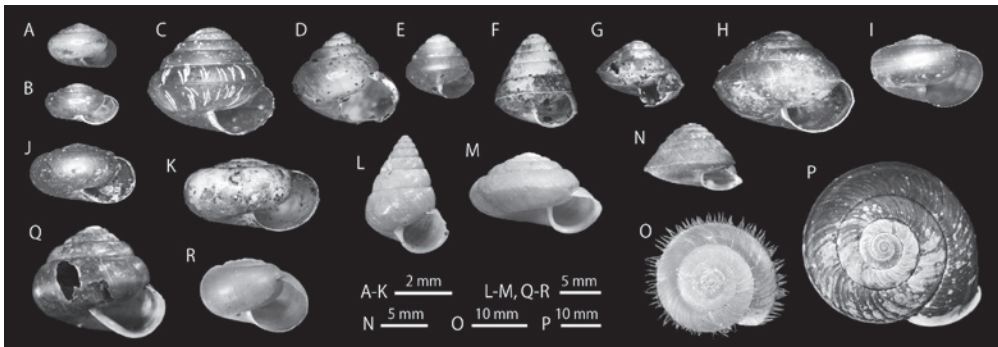 A C D E F G H I
B
J K L M N P
Q R O
2 mm 5 mm
A-K L-M, Q-R
5 mm 10 mm 10 mm
N O P